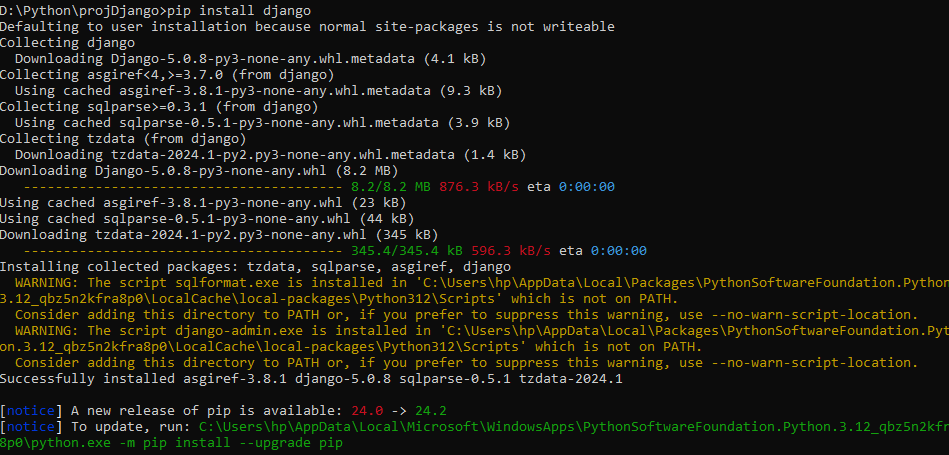 D:\Python\projDjango>pip install django
Defaulting to user installation because normal site-packages is not writeable
Collecting django
  Downloading Django-5.0.8-py3-none-any.whl.metadata (4.1 kB)
Collecting asgiref<4,>=3.7.0 (from django)
  Using cached asgiref-3.8.1-py3-none-any.whl.metadata (9.3 kB)
Collecting sqlparse>=0.3.1 (from django)
  Using cached sqlparse-0.5.1-py3-none-any.whl.metadata (3.9 kB)
Collecting tzdata (from django)
  Downloading tzdata-2024.1-py2.py3-none-any.whl.metadata (1.4 kB)
Downloading Django-5.0.8-py3-none-any.whl (8.2 MB)
   ---------------------------------------- 8.2/8.2 MB 876.3 kB/s eta 0:00:00
Using cached asgiref-3.8.1-py3-none-any.whl (23 kB)
Using cached sqlparse-0.5.1-py3-none-any.whl (44 kB)
Downloading tzdata-2024.1-py2.py3-none-any.whl (345 kB)
   ---------------------------------------- 345.4/345.4 kB 596.3 kB/s eta 0:00:00
Installing collected packages: tzdata, sqlparse, asgiref, django
  WARNING: The script sqlformat.exe is installed in 'C:\Users\hp\AppData\Local\Packages\PythonSoftwareFoundation.Python
3.12_qbz5n2kfra8p0\LocalCache\local-packages\Python312\Scripts' which is not on PATH.
  Consider adding this directory to PATH or, if you prefer to suppress this warning, use --no-warn-script-location.
  WARNING: The script django-admin.exe is installed in 'C:\Users\hp\AppData\Local\Packages\PythonSoftwareFoundation.Pyt
on.3.12_qbz5n2kfra8p0\LocalCache\local-packages\Python312\Scripts' which is not on PATH.
  Consider adding this directory to PATH or, if you prefer to suppress this warning, use --no-warn-script-location.
Successfully installed asgiref-3.8.1 django-5.0.8 sqlparse-0.5.1 tzdata-2024.1
[notice] A new release of pip is available: 24.0 -> 24.2
[notice] To update, run: C:\Users\hp\AppData\Local\Microsoft\WindowsApps\PythonSoftwareFoundation.Python.3.12_qbz5n2kfr
8p0\python.exe -m pip install --upgrade pip